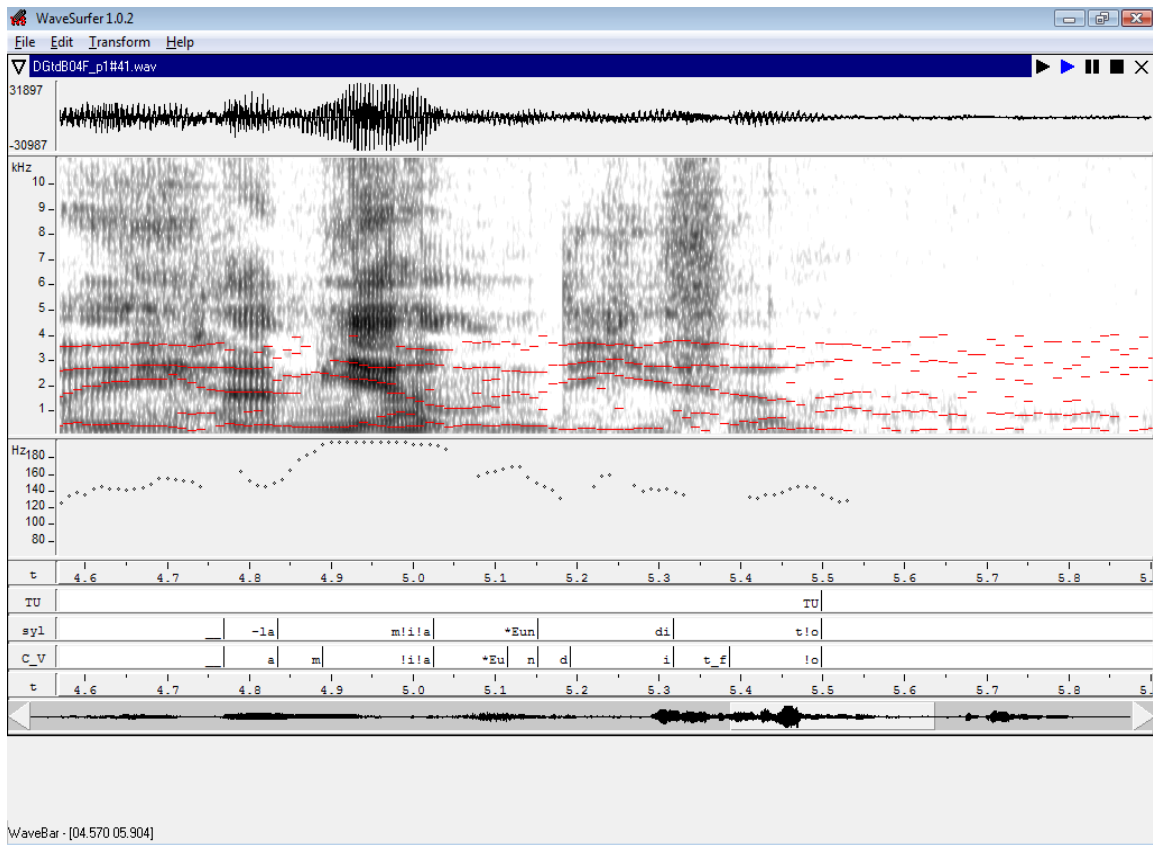 WaveSurfer 1.0.2
File Edit Transform Help
DGtdB04F_p1#41.wav
31897
-30987
kHz
10
9
8
7
6
5
4
3
2
1
Hz
180
160
140
120
100
80
t 4.6 4.7 4.8 4.9 5.0 5.1 5.2 5.3 5.4 5.5 5.6 5.7 5.8 5.
TU TU
syl __ -la m!i!a *Eun di t!o
C_V __ a m !i!a *Eu n d i t_f !o
t 4.6 4.7 4.8 4.9 5.0 5.1 5.2 5.3 5.4 5.5 5.6 5.7 5.8 5.
WaveBar - [04.570 05.904]